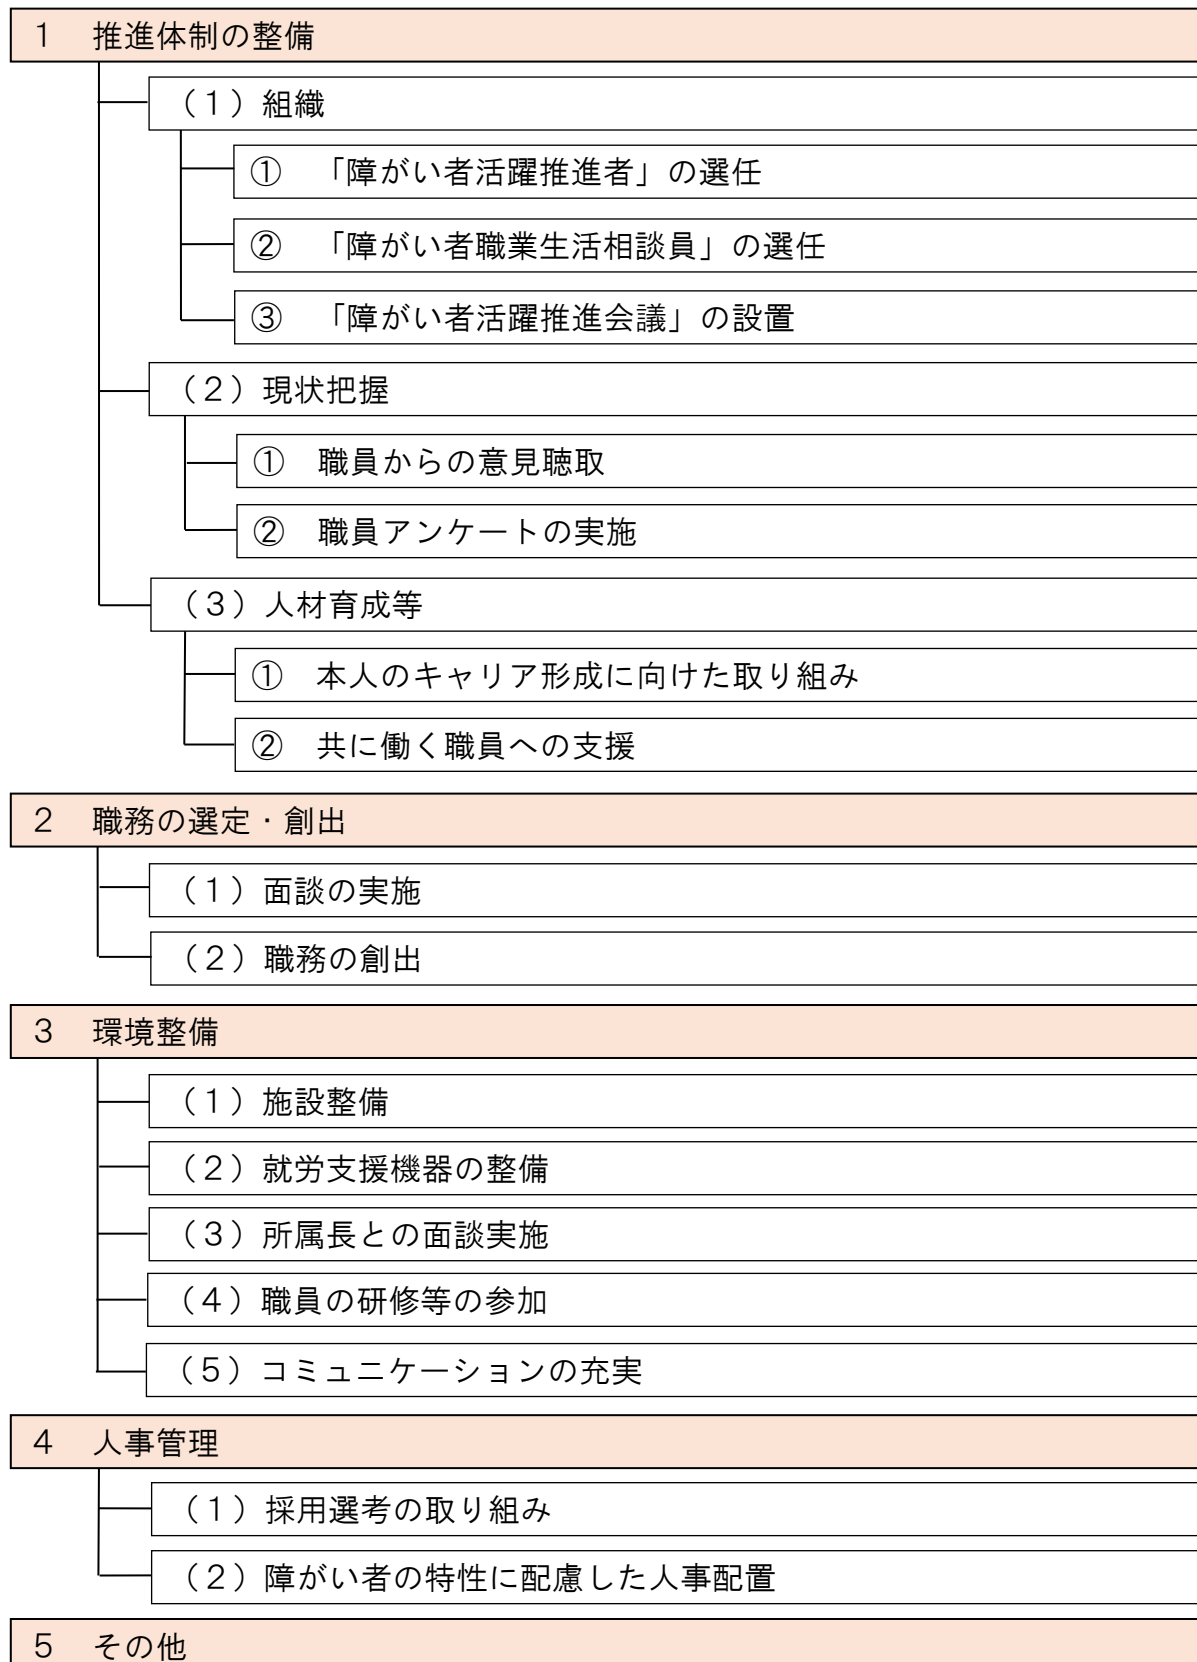 1　推進体制の整備
（1）組織
①　「障がい者活躍推進者」の選任
②　「障がい者職業生活相談員」の選任
③　「障がい者活躍推進会議」の設置
（2）現状把握
①　職員からの意見聴取
②　職員アンケートの実施
（3）人材育成等
①　本人のキャリア形成に向けた取り組み
②　共に働く職員への支援
2　職務の選定・創出
（1）面談の実施
（2）職務の創出
3　環境整備
（1）施設整備
（2）就労支援機器の整備
（3）所属長との面談実施
（4）職員の研修等の参加
（5）コミュニケーションの充実
4　人事管理
（1）採用選考の取り組み
（2）障がい者の特性に配慮した人事配置
5　その他